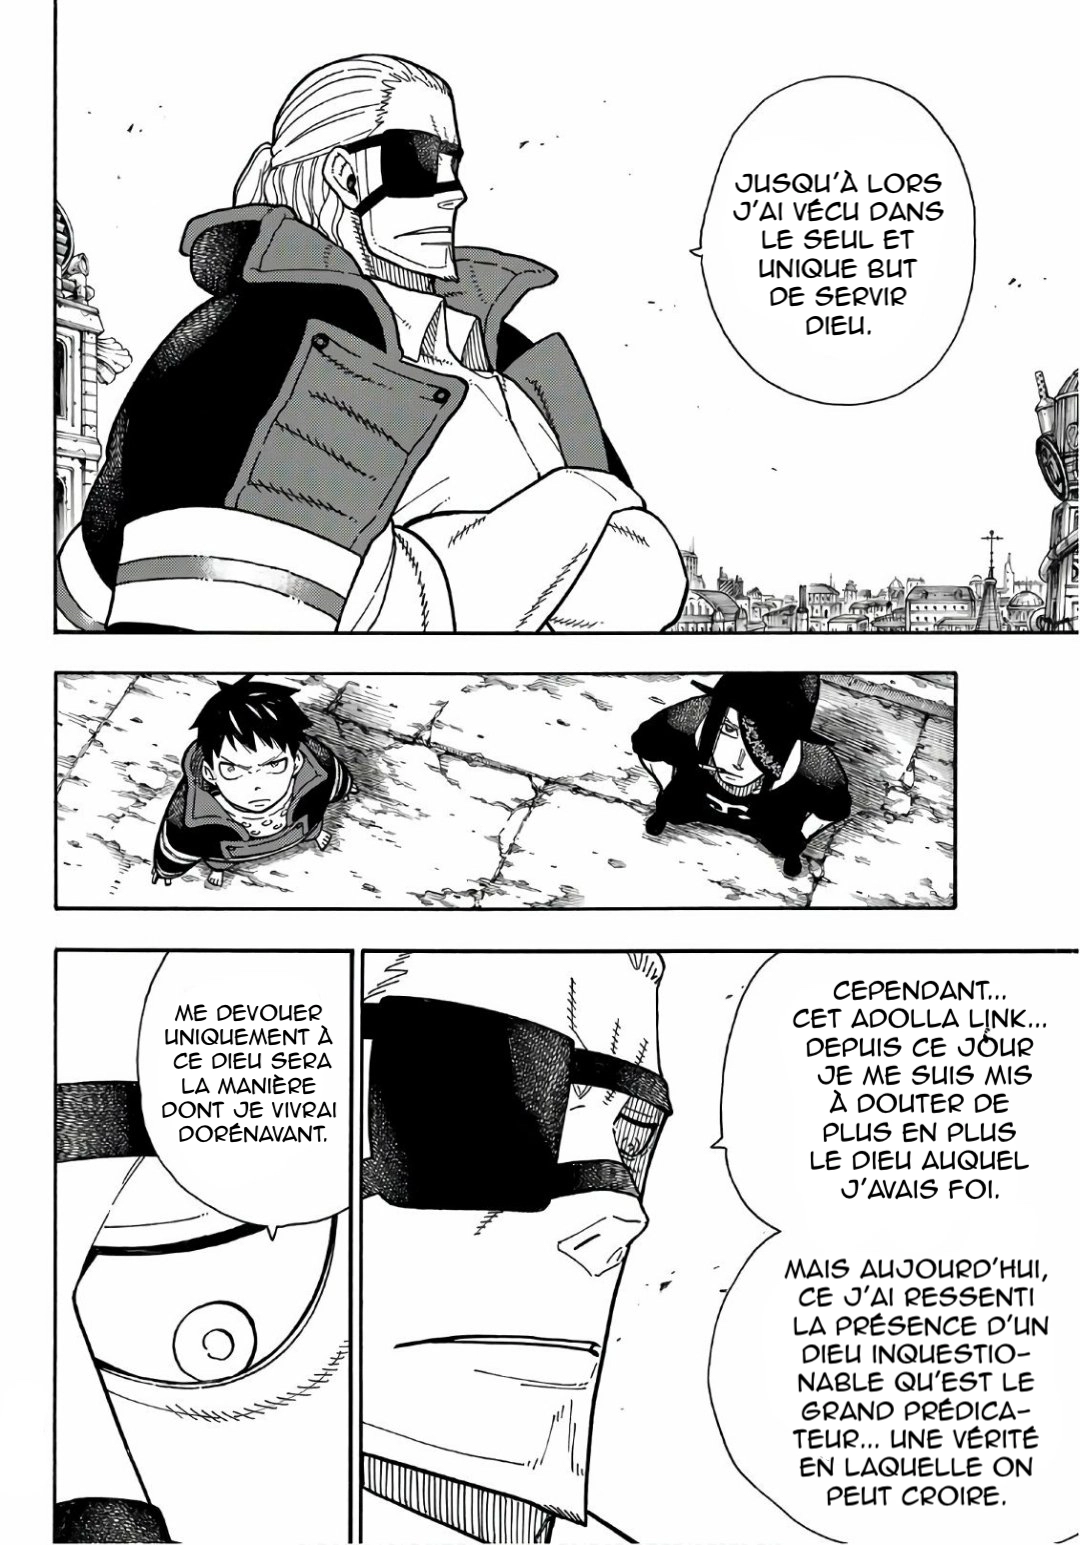 JUSQU'À LORS
J'AI VÉCU DANS
LE SEUL ET
UNIQUE BUT
DE SERVIR
DIEU.
CEPENDANT...
CET ADOLLA LINK...
DEPUIS CE JOUR
JE ME SUIS MIS
À DOUTER DE
PLUS EN PLUS
LE DIEU AUQUEL
J'AVAIS FOI.
MAIS AUJOURD'HUI,
CE J'AI RESSENTI
LA PRÉSENCE D'UN
DIEU INQUESTIO-
NABLE QU'EST LE
GRAND PRÉDICA-
TEUR... UNE VÉRITÉ
EN LAQUELLE ON
PEUT CROIRE.
ME DEVOUER
UNIQUEMENT À
CE DIEU SERA
LA MANIÈRE
DONT JE VIVRAI
DORÉNAVANT.